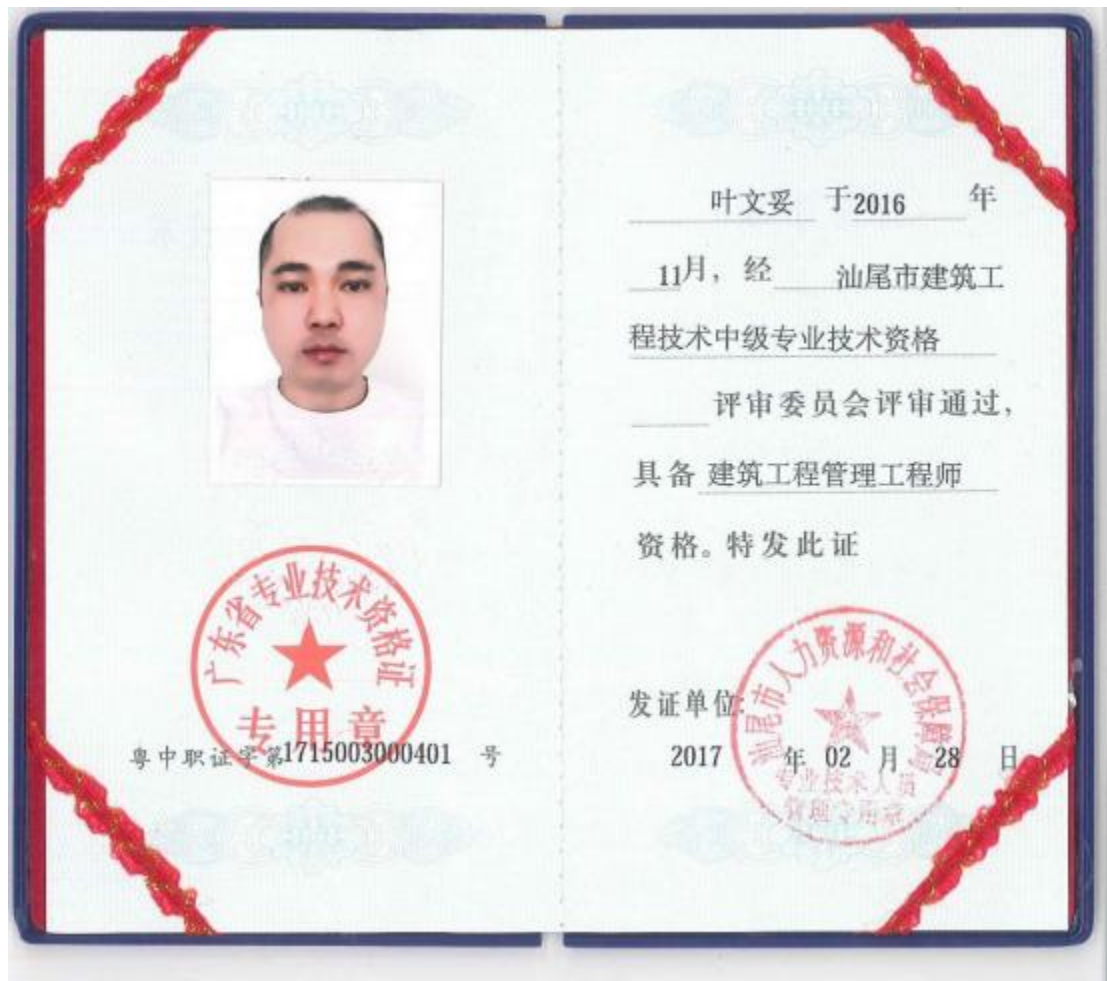 广东省专业技术资格证
专用章
粤中职证字第1715003000401 号
叶文妥 于2016 年
11月，经 汕尾市建筑工
程技术中级专业技术资格
评审委员会评审通过，
具备 建筑工程管理工程师
资格。特发此证
汕尾市人力资源和社会保障局
专业技术人员
管理专用章
发证单位:
2017 年 02 月 28 日